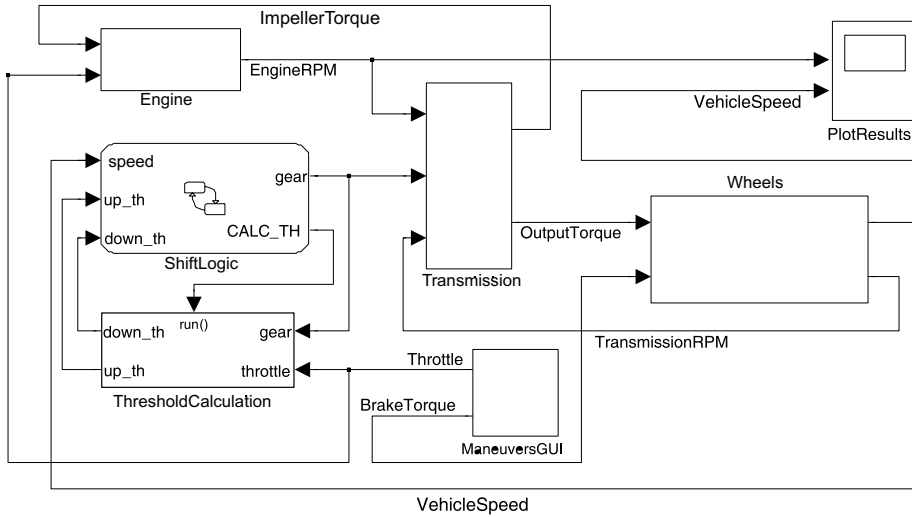 ImpellerTorque
EngineRPM
Engine
VehicleSpeed
PlotResults
speed
gear
up_th
CALC_TH
down_th
ShiftLogic
Wheels
OutputTorque
Transmission
run()
down_th
gear
TransmissionRPM
up_th
throttle
Throttle
ThresholdCalculation
BrakeTorque
ManeuversGUI
VehicleSpeed